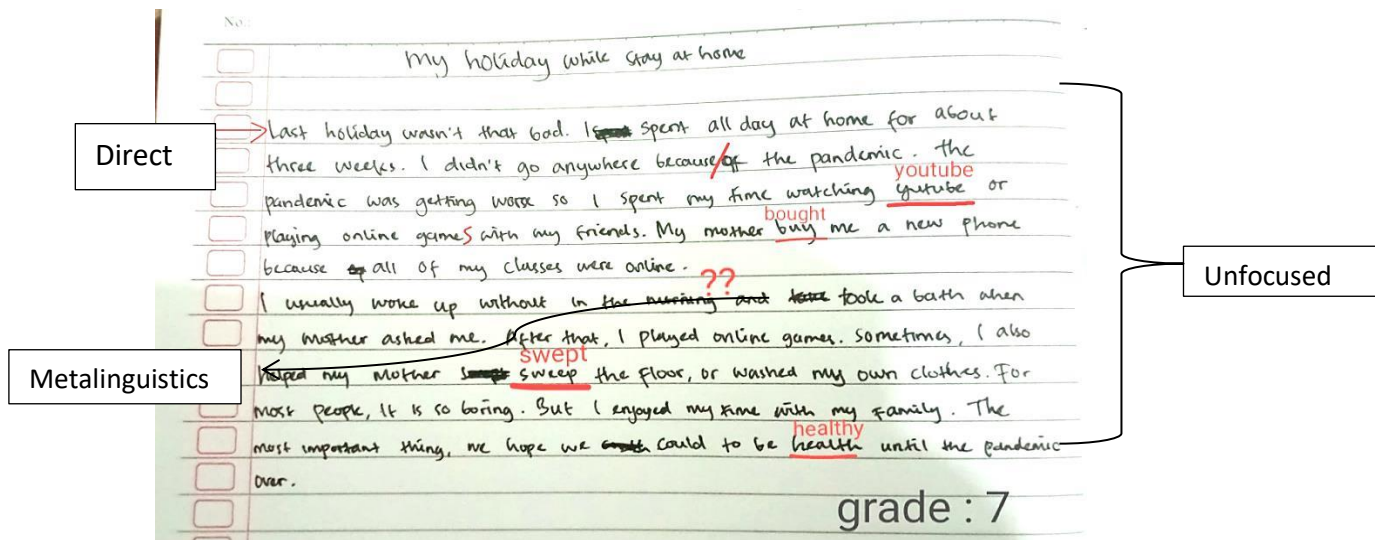 No.:
My holiday while stay at home
Last holiday wasn't that bad. I spent all day at home for about
three weeks. I didn't go anywhere because of the pandemic. The
youtube
pandemic was getting worse so I spent my time watching yutube or
bought
playing online games with my friends. My mother buy me a new phone
because all of my classes were online.
??
I usually woke up without in the morning and took a bath when
my mother asked me. After that, I played online games. Sometimes, I also
swept
helped my mother sweep the floor, or washed my own clothes. For
most people, It is so boring. But I enjoyed my time with my family. The
healthy
most important thing, we hope we could to be health until the pandemic
over.
grade : 7
Direct
Metalinguistics
Unfocused